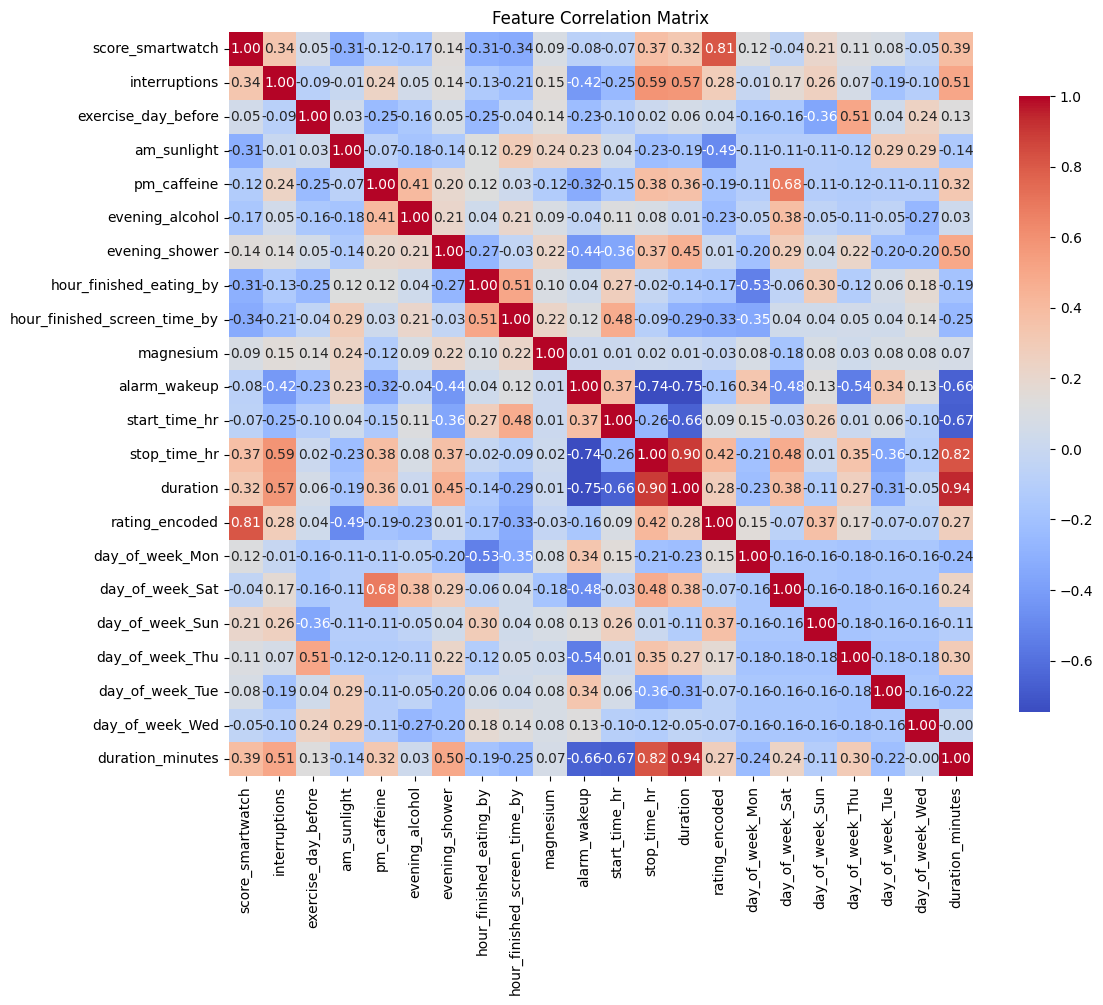 Feature Correlation Matrix
score_smartwatch 1.00 0.34 0.05 -0.31 -0.12 -0.17 0.14 -0.31 -0.34 0.09 -0.08 -0.07 0.37 0.32 0.81 0.12 -0.04 0.21 0.11 0.08 -0.05 0.39
interruptions 0.34 1.00 -0.09 -0.01 0.24 0.05 0.14 -0.13 -0.21 0.15 -0.42 -0.25 0.59 0.57 0.28 -0.01 0.17 0.26 0.07 -0.19 -0.10 0.51
exercise_day_before 0.05 -0.09 1.00 0.03 -0.25 -0.16 0.05 -0.25 -0.04 0.14 -0.23 -0.10 0.02 0.06 0.04 -0.16 -0.16 -0.36 0.51 0.04 0.24 0.13
am_sunlight -0.31 -0.01 0.03 1.00 -0.07 -0.18 -0.14 0.12 0.29 0.24 0.23 0.04 -0.23 -0.19 -0.49 -0.11 -0.11 -0.11 -0.12 0.29 0.29 -0.14
pm_caffeine -0.12 0.24 -0.25 -0.07 1.00 0.41 0.20 0.12 0.03 -0.12 -0.32 -0.15 0.38 0.36 -0.19 -0.11 0.68 -0.11 -0.12 -0.11 -0.11 0.32
evening_alcohol -0.17 0.05 -0.16 -0.18 0.41 1.00 0.21 0.04 0.21 0.09 -0.04 0.11 0.08 0.01 -0.23 -0.05 0.38 -0.05 -0.11 -0.05 -0.27 0.03
evening_shower 0.14 0.14 0.05 -0.14 0.20 0.21 1.00 -0.27 -0.03 0.22 -0.44 -0.36 0.37 0.45 0.01 -0.20 0.29 0.04 0.22 -0.20 -0.20 0.50
hour_finished_eating_by -0.31 -0.13 -0.25 0.12 0.12 0.04 -0.27 1.00 0.51 0.10 0.04 0.27 -0.02 -0.14 -0.17 -0.53 -0.06 0.30 -0.12 0.06 0.18 -0.19
hour_finished_screen_time_by -0.34 -0.21 -0.04 0.29 0.03 0.21 -0.03 0.51 1.00 0.22 0.12 0.48 -0.09 -0.29 -0.33 -0.35 0.04 0.04 0.05 0.04 0.14 -0.25
magnesium 0.09 0.15 0.14 0.24 -0.12 0.09 0.22 0.10 0.22 1.00 0.01 0.01 0.02 0.01 -0.03 0.08 -0.18 0.08 0.03 0.08 0.08 0.07
alarm_wakeup -0.08 -0.42 -0.23 0.23 -0.32 -0.04 -0.44 0.04 0.12 0.01 1.00 0.37 -0.74 -0.75 -0.16 0.34 -0.48 0.13 -0.54 0.34 0.13 -0.66
start_time_hr -0.07 -0.25 -0.10 0.04 -0.15 0.11 -0.36 0.27 0.48 0.01 0.37 1.00 -0.26 -0.66 0.09 0.15 -0.03 0.26 0.01 0.06 -0.10 -0.67
stop_time_hr 0.37 0.59 0.02 -0.23 0.38 0.08 0.37 -0.02 -0.09 0.02 -0.74 -0.26 1.00 0.90 0.42 -0.21 0.48 0.01 0.35 -0.36 -0.12 0.82
duration 0.32 0.57 0.06 -0.19 0.36 0.01 0.45 -0.14 -0.29 0.01 -0.75 -0.66 0.90 1.00 0.28 -0.23 0.38 -0.11 0.27 -0.31 -0.05 0.94
rating_encoded 0.81 0.28 0.04 -0.49 -0.19 -0.23 0.01 -0.17 -0.33 -0.03 -0.16 0.09 0.42 0.28 1.00 0.15 -0.07 0.37 0.17 -0.07 -0.07 0.27
day_of_week_Mon 0.12 -0.01 -0.16 -0.11 -0.11 -0.05 -0.20 -0.53 -0.35 0.08 0.34 0.15 -0.21 -0.23 0.15 1.00 -0.16 -0.16 -0.18 -0.16 -0.16 -0.24
day_of_week_Sat -0.04 0.17 -0.16 -0.11 0.68 0.38 0.29 -0.06 0.04 -0.18 -0.48 -0.03 0.48 0.38 -0.07 -0.16 1.00 -0.16 -0.18 -0.16 -0.16 0.24
day_of_week_Sun 0.21 0.26 -0.36 -0.11 -0.11 -0.05 0.04 0.30 0.04 0.08 0.13 0.26 0.01 -0.11 0.37 -0.16 -0.16 1.00 -0.18 -0.16 -0.16 -0.11
day_of_week_Thu 0.11 0.07 0.51 -0.12 -0.12 -0.11 0.22 -0.12 0.05 0.03 -0.54 0.01 0.35 0.27 0.17 -0.18 -0.18 -0.18 1.00 -0.18 -0.18 0.30
day_of_week_Tue 0.08 -0.19 0.04 0.29 -0.11 -0.05 -0.20 0.06 0.04 0.08 0.34 0.06 -0.36 -0.31 -0.07 -0.16 -0.16 -0.16 -0.18 1.00 -0.16 -0.22
day_of_week_Wed -0.05 -0.10 0.24 0.29 -0.11 -0.27 -0.20 0.18 0.14 0.08 0.13 -0.10 -0.12 -0.05 -0.07 -0.16 -0.16 -0.16 -0.18 -0.16 1.00 -0.00
duration_minutes 0.39 0.51 0.13 -0.14 0.32 0.03 0.50 -0.19 -0.25 0.07 -0.66 -0.67 0.82 0.94 0.27 -0.24 0.24 -0.11 0.30 -0.22 -0.00 1.00
score_smartwatch
interruptions
exercise_day_before
am_sunlight
pm_caffeine
evening_alcohol
evening_shower
hour_finished_eating_by
hour_finished_screen_time_by
magnesium
alarm_wakeup
start_time_hr
stop_time_hr
duration
rating_encoded
day_of_week_Mon
day_of_week_Sat
day_of_week_Sun
day_of_week_Thu
day_of_week_Tue
day_of_week_Wed
duration_minutes
1.0
0.8
0.6
0.4
0.2
0.0
−0.2
−0.4
−0.6